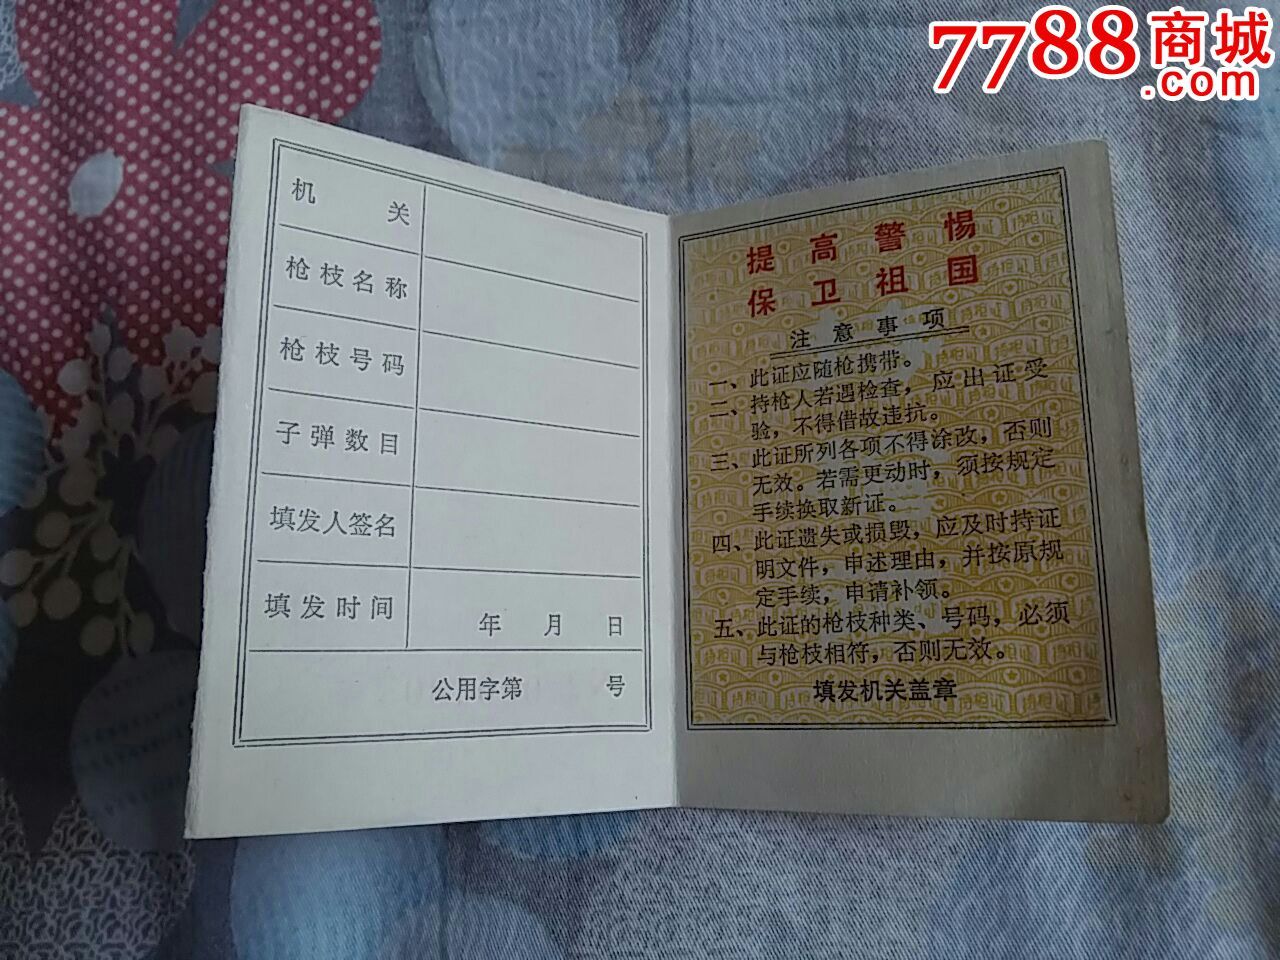 7788商城
.com
机关
枪枝名称
枪枝号码
子弹数目
填发人签名
填发时间 年 月 日
公用字第 号
提高警惕
保卫祖国
注意事项
一、此证应随枪携带。
二、持枪人若遇检查，应出证受
验，不得借故违抗。
三、此证所列各项不得涂改，否则
无效。若需更动时，须按规定
手续换取新证。
四、此证遗失或损毁，应及时持证
明文件，申述理由，并按原规
定手续，申请补领。
五、此证的枪枝种类、号码，必须
与枪枝相符，否则无效。
填发机关盖章